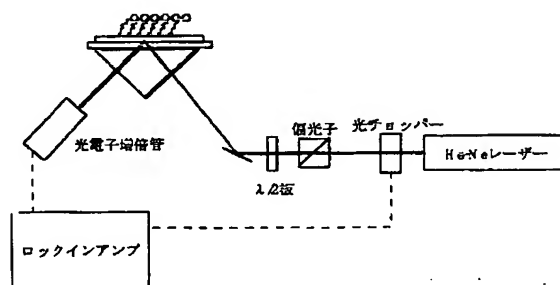 偏光子
光チョッパー
光電子増倍管
HeNeレーザー
λ/2板
ロックインアンプ